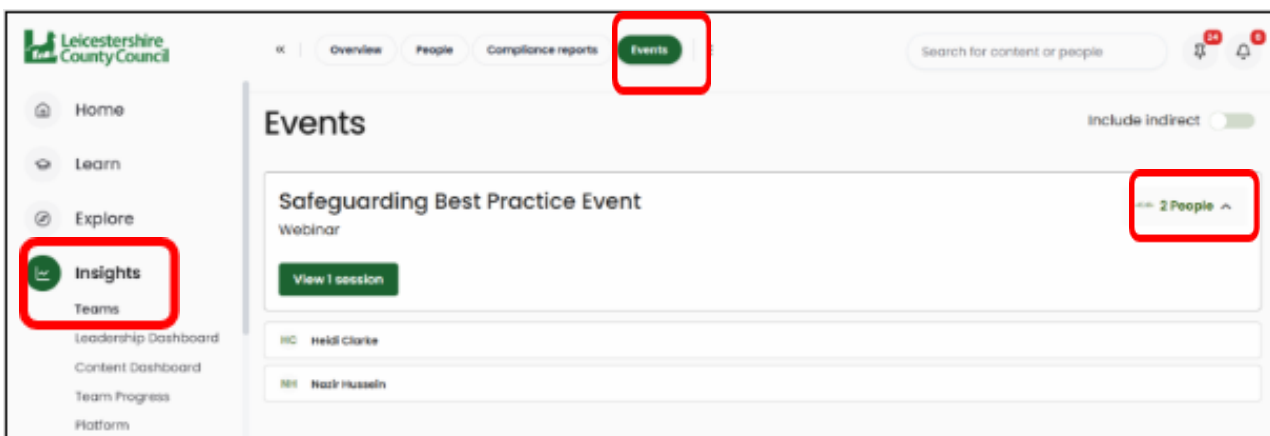 Leicestershire
County Council
Overview People Compliance reports Events
Search for content or people
24
6
Home
Learn
Explore
Insights
Teams
Leadership Dashboard
Content Dashboard
Team Progress
Platform
Events
Include indirect
Safeguarding Best Practice Event
Webinar
2 People
View 1 session
HC Heidi Clarke
NH Nazir Hussein